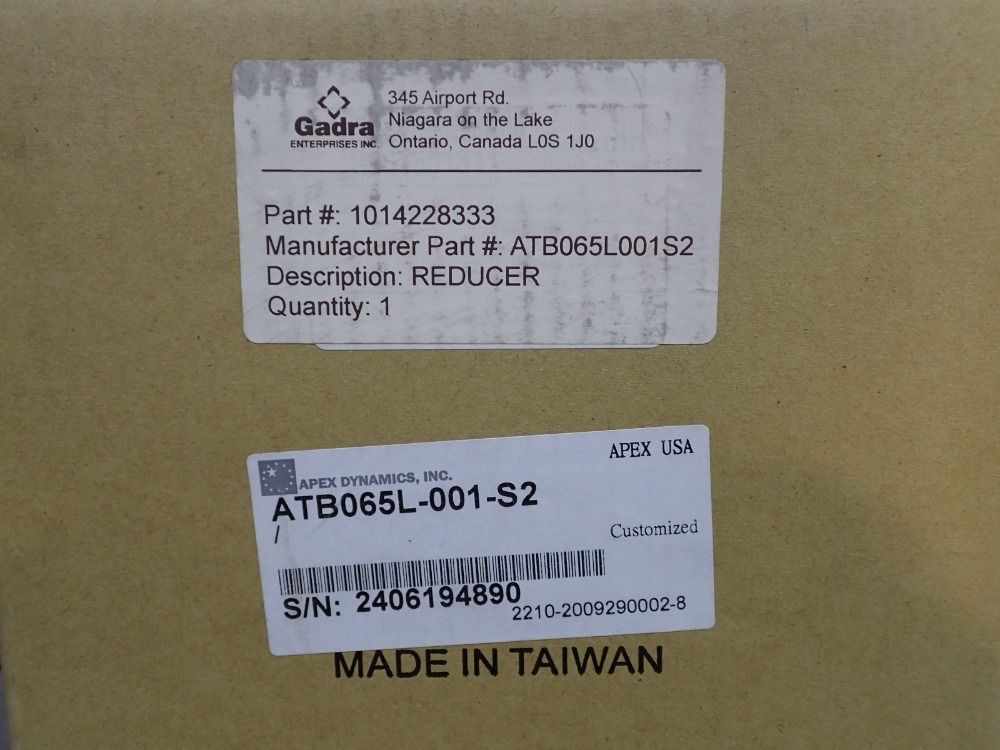 Gadra
ENTERPRISES INC.
345 Airport Rd.
Niagara on the Lake
Ontario, Canada L0S 1J0
Part #: 1014228333
Manufacturer Part #: ATB065L001S2
Description: REDUCER
Quantity: 1
APEX USA
APEX DYNAMICS, INC.
ATB065L-001-S2
/
Customized
S/N: 2406194890
2210-2009290002-8
MADE IN TAIWAN